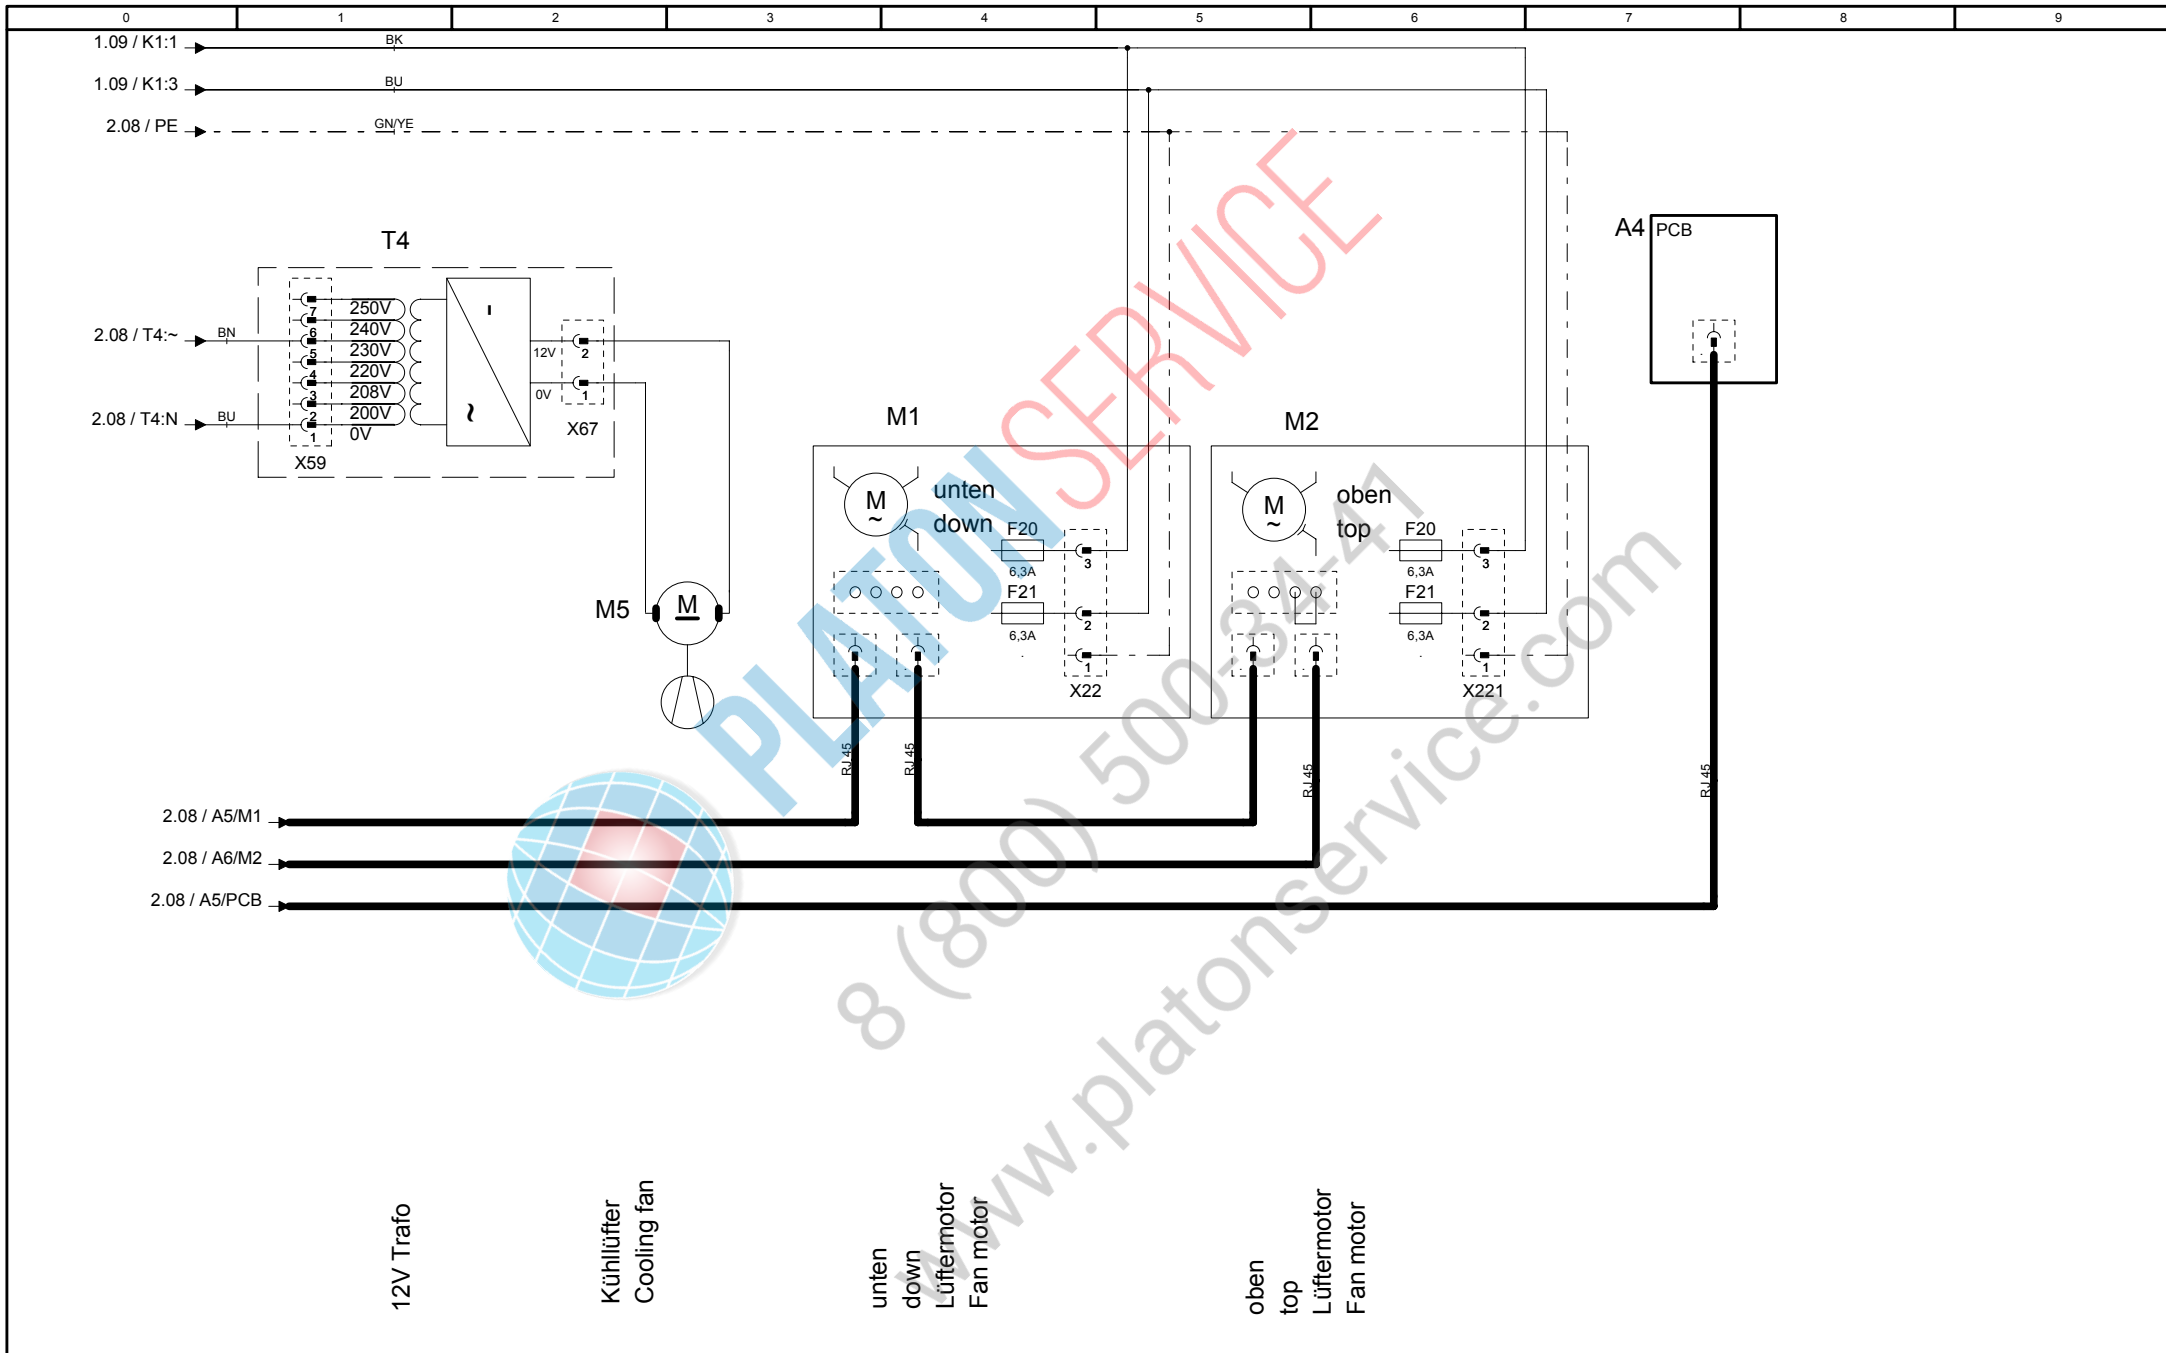 0 1 2 3 4 5 6 7 8 9
1.09 / K1:1 BK
1.09 / K1:3 BU
2.08 / PE GN/YE
T4
A4 PCB
7 250V
6 240V
2.08 / T4:~ BN
5 230V
4 220V
3 208V
2 200V
2.08 / T4:N BU
1 0V
X59
- ~
12V 2
0V 1
X67
M1
M ~
unten
down
F20
6,3A
F21
6,3A
3
2
1
X22
M2
M ~
oben
top
F20
6,3A
F21
6,3A
3
2
1
X221
M5 M
RJ 45
RJ 45
RJ 45
RJ 45
2.08 / A5/M1
2.08 / A6/M2
2.08 / A5/PCB
PLATONSERVICE
8 (800) 500-34-41
www.platonservice.com
12V Trafo
Kühllüfter
Cooling fan
unten
down
Lüftermotor
Fan motor
oben
top
Lüftermotor
Fan motor